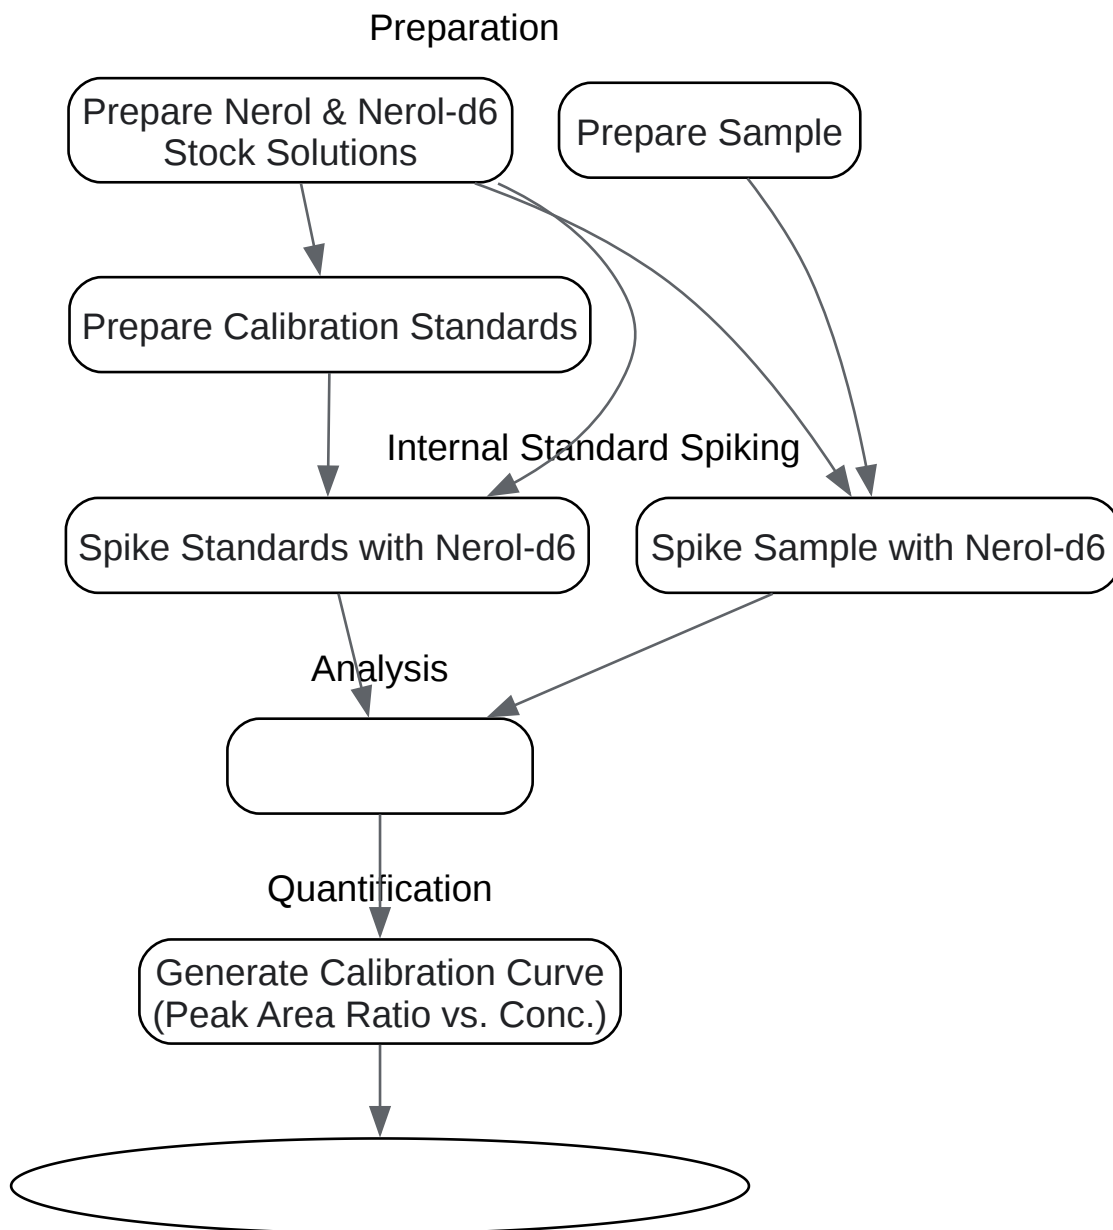 Preparation
Prepare Nerol & Nerol-d6
Stock Solutions
Prepare Sample
Prepare Calibration Standards
Internal Standard Spiking
Spike Standards with Nerol-d6
Spike Sample with Nerol-d6
Analysis
Quantification
Generate Calibration Curve
(Peak Area Ratio vs. Conc.)